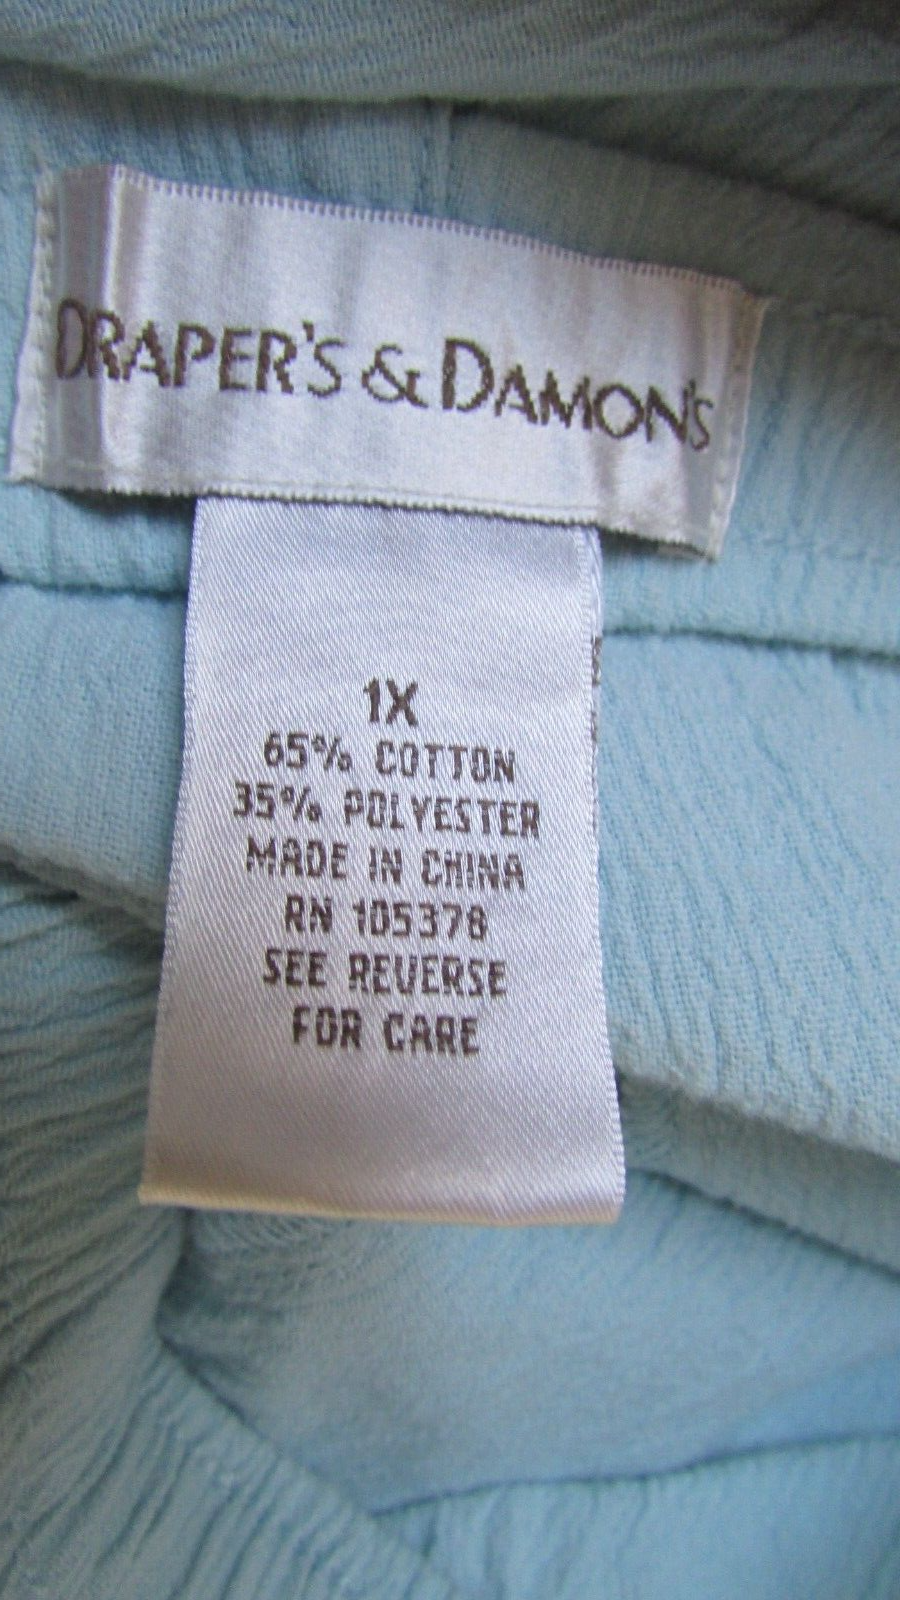 DRAPER'S & DAMON'S
1X
65% COTTON
35% POLYESTER
MADE IN CHINA
RN 105378
SEE REVERSE
FOR CARE